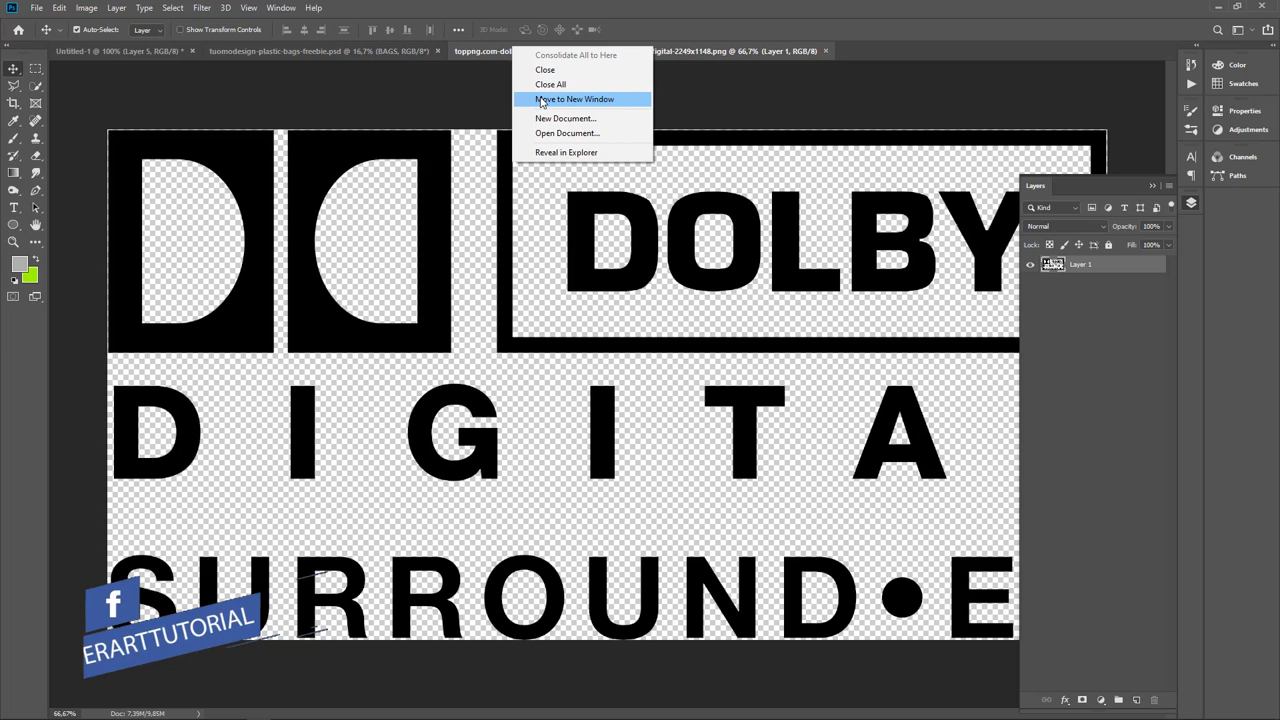 Ps File Edit Image Layer Type Select Filter 3D View Window Help
Auto-Select: Layer Show Transform Controls 3D Mode:
Untitled-1 @ 100% (Layer 5, RGB/8) * × tuomodesign-plastic-bags-freebie.psd @ 16,7% (BAGS, RGB/8*) × toppng.com-dol igital-2249x1148.png @ 66,7% (Layer 1, RGB/8) ×
Consolidate All to Here
Close
Close All
Move to New Window
New Document...
Open Document...
Reveal in Explorer
Color
Swatches
Properties
Adjustments
Channels
Paths
Layers
Kind
Normal Opacity: 100%
Lock: Fill: 100%
Layer 1
DOLBY
DIGITA
SURROUND•E
f
ERARTTUTORIAL
66,67% Doc: 7,39M/9,85M